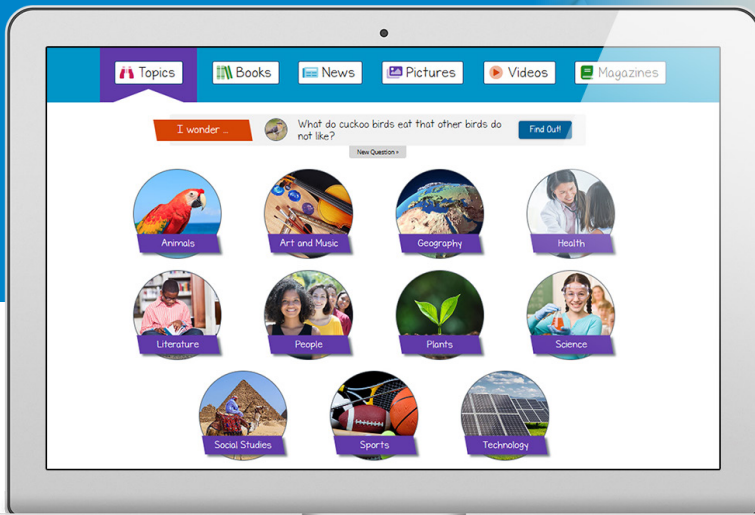 Topics
Books
News
Pictures
Videos
Magazines
I wonder ...
What do cuckoo birds eat that other birds do
not like?
Find Out!
New Question »
Animals
Art and Music
Geography
Health
Literature
People
Plants
Science
Social Studies
Sports
Technology